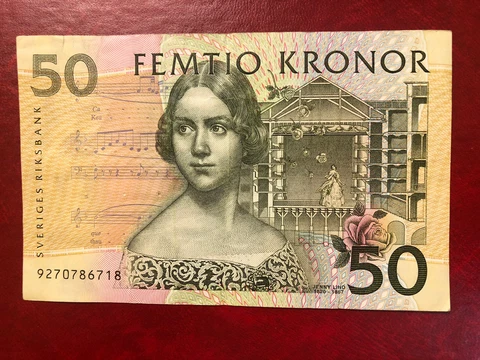 50
FEMTIO KRONOR
SVERIGES RIKSBANK
9270786718
JENNY LIND
50